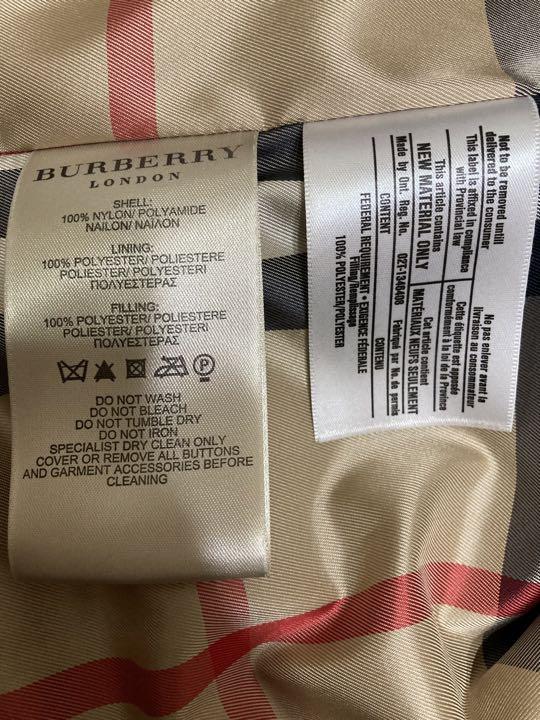 BURBERRY
LONDON
SHELL:
100% NYLON/ POLYAMIDE
NAILON/ ΝΑΪΛΟΝ
LINING:
100% POLYESTER/ POLIESTERE
POLIESTER/ POLIESTERI
ΠΟΛΥΕΣΤΕΡΑΣ
FILLING:
100% POLYESTER/ POLIESTERE
POLIESTER/ POLIESTERI
ΠΟΛΥΕΣΤΕΡΑΣ
P
DO NOT WASH
DO NOT BLEACH
DO NOT TUMBLE DRY
DO NOT IRON
SPECIALIST DRY CLEAN ONLY
COVER OR REMOVE ALL BUTTONS
AND GARMENT ACCESSORIES BEFORE
CLEANING
Not to be removed untill
delivered to the consumer
This label is affixed in compliance
with Provincial law
This article contains
NEW MATERIAL ONLY
Made by Ont. Reg. No.
CONTENT
Ne pas enlever avant la
livraison au consommateur
Cette étiquette est apposée
conformément à la loi de la Province
Cet article contient
MATÉRIAUX NEUFS SEULEMENT
Fabriqué par No. de permis
CONTENU
02T-1340408
FEDERAL REQUIREMENT • EXIGENCE FÉDÉRALE
Filling/Remplissage
100% POLYESTER/POLYESTER